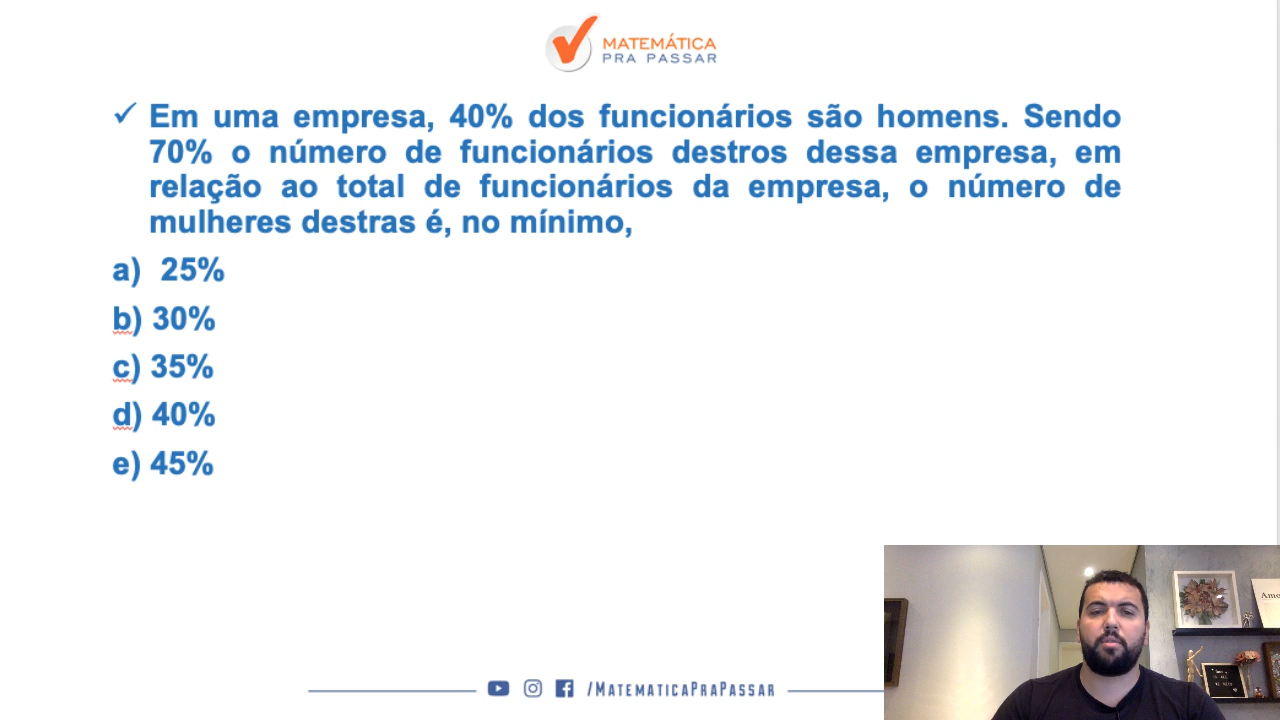 MATEMÁTICA
PRA PASSAR
✓ Em uma empresa, 40% dos funcionários são homens. Sendo
70% o número de funcionários destros dessa empresa, em
relação ao total de funcionários da empresa, o número de
mulheres destras é, no mínimo,
a) 25%
b) 30%
c) 35%
d) 40%
e) 45%
/MATEMATICAPRAPASSAR